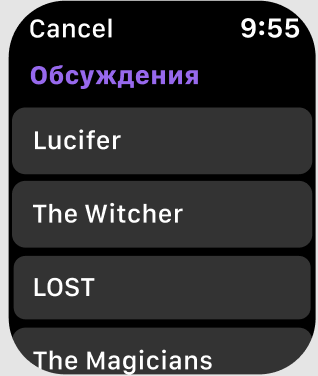 Cancel 9:55
Обсуждения
Lucifer
The Witcher
LOST
The Magicians